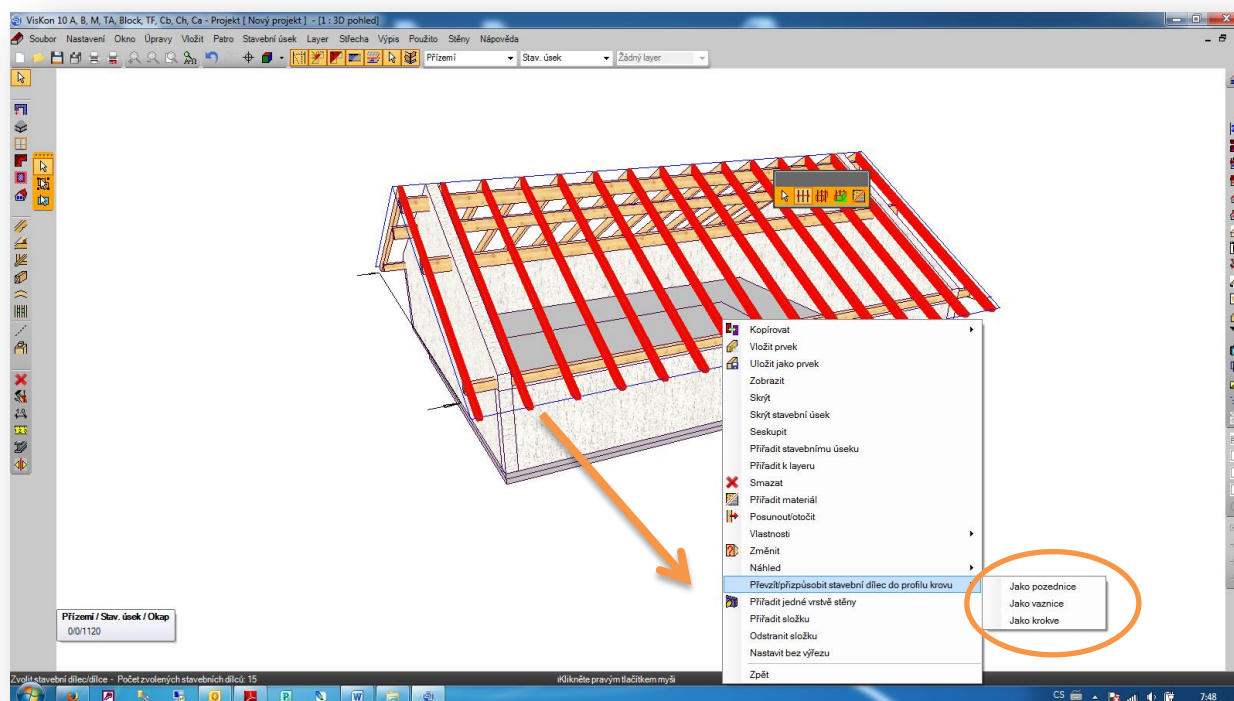 VisKon 10 A, B, M, TA, Block, TF, Cb, Ch, Ca - Projekt [ Nový projekt ] - [1 : 3D pohled]
Soubor Nastavení Okno Úpravy Vložit Patro Stavební úsek Layer Střecha Výpis Použito Stěny Nápověda
Přízemí Stav. úsek Žádný layer
Kopírovat
Vložit prvek
Uložit jako prvek
Zobrazit
Skrýt
Skrýt stavební úsek
Seskupit
Přiřadit stavebnímu úseku
Přiřadit k layeru
Smazat
Přiřadit materiál
Posunout/otočit
Vlastnosti
Změnit
Náhled
Převzít/přizpůsobit stavební dílec do profilu krovu
Jako pozednice
Jako vaznice
Jako krokve
Přiřadit jedné vrstvě stěny
Přiřadit složku
Odstranit složku
Nastavit bez výřezu
Zpět
Přízemí / Stav. úsek / Okap
0/0/1120
Zvolit stavební dílec/dílce - Počet zvolených stavebních dílců: 15
Klikněte pravým tlačítkem myši
CS 7:48